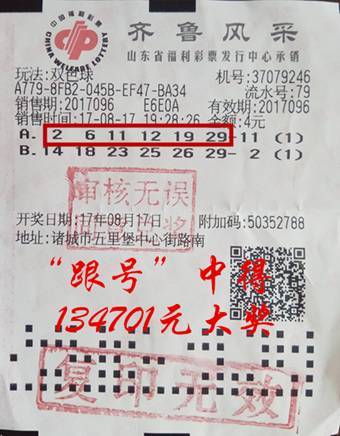 中国福利彩票
CHINA WELFARE LOTTERY
齐鲁风采
山东省福利彩票发行中心承销
玩法:双色球 机号:37079246
A779-8FB2-045B-EF47-BA34 流水号:79
销售期:2017096 E6E0A 有效期:2017096
销售时间:17-08-17 19:28:26 金额:4元
A. 2 6 11 12 19 29-11 (1)
B. 14 18 23 25 26 29- 2 (1)
审核无误
开奖日期:17年08月17日 附加码:50352788
地址:诸城市五里堡中心街路南
“跟号”中得
134701元大奖
复印无效